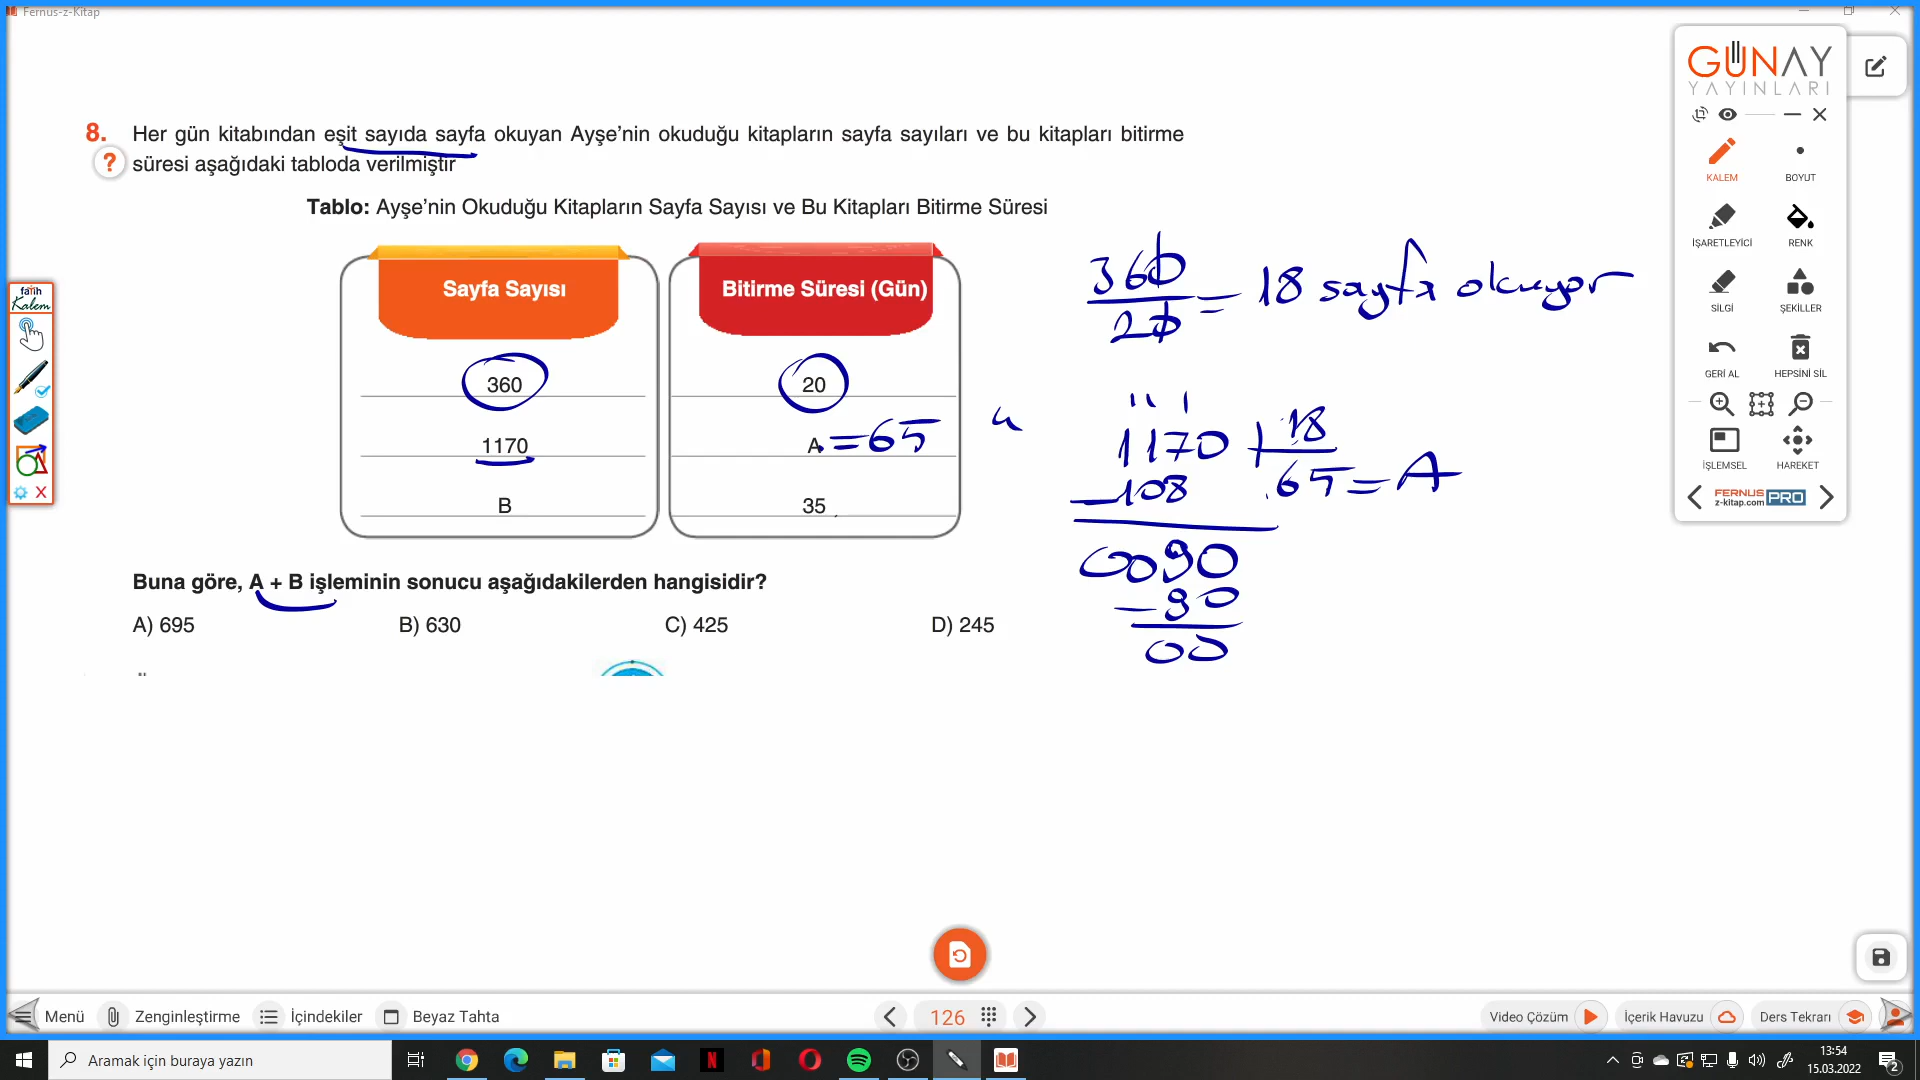 Fernus-z-Kitap
GÜNAY
YAYINLARI
8. Her gün kitabından eşit sayıda sayfa okuyan Ayşe'nin okuduğu kitapların sayfa sayıları ve bu kitapları bitirme
? süresi aşağıdaki tabloda verilmiştir
Tablo: Ayşe'nin Okuduğu Kitapların Sayfa Sayısı ve Bu Kitapları Bitirme Süresi
Sayfa Sayısı
Bitirme Süresi (Gün)
360
20
1170
A = 65
B
35
360
20
= 18 sayfa okuyor
1170 18
-108 65 = A
0090
-90
00
Buna göre, A + B işleminin sonucu aşağıdakilerden hangisidir?
A) 695
B) 630
C) 425
D) 245
fatih
Kalem
X
KALEM
BOYUT
İŞARETLEYİCİ
RENK
SİLGİ
ŞEKİLLER
GERİ AL
HEPSİNİ SİL
İŞLEMSEL
HAREKET
FERNUS
z-kitap.com
PRO
Menü
Zenginleştirme
İçindekiler
Beyaz Tahta
126
Video Çözüm
İçerik Havuzu
Ders Tekrarı
Aramak için buraya yazın
13:54
15.03.2022
2